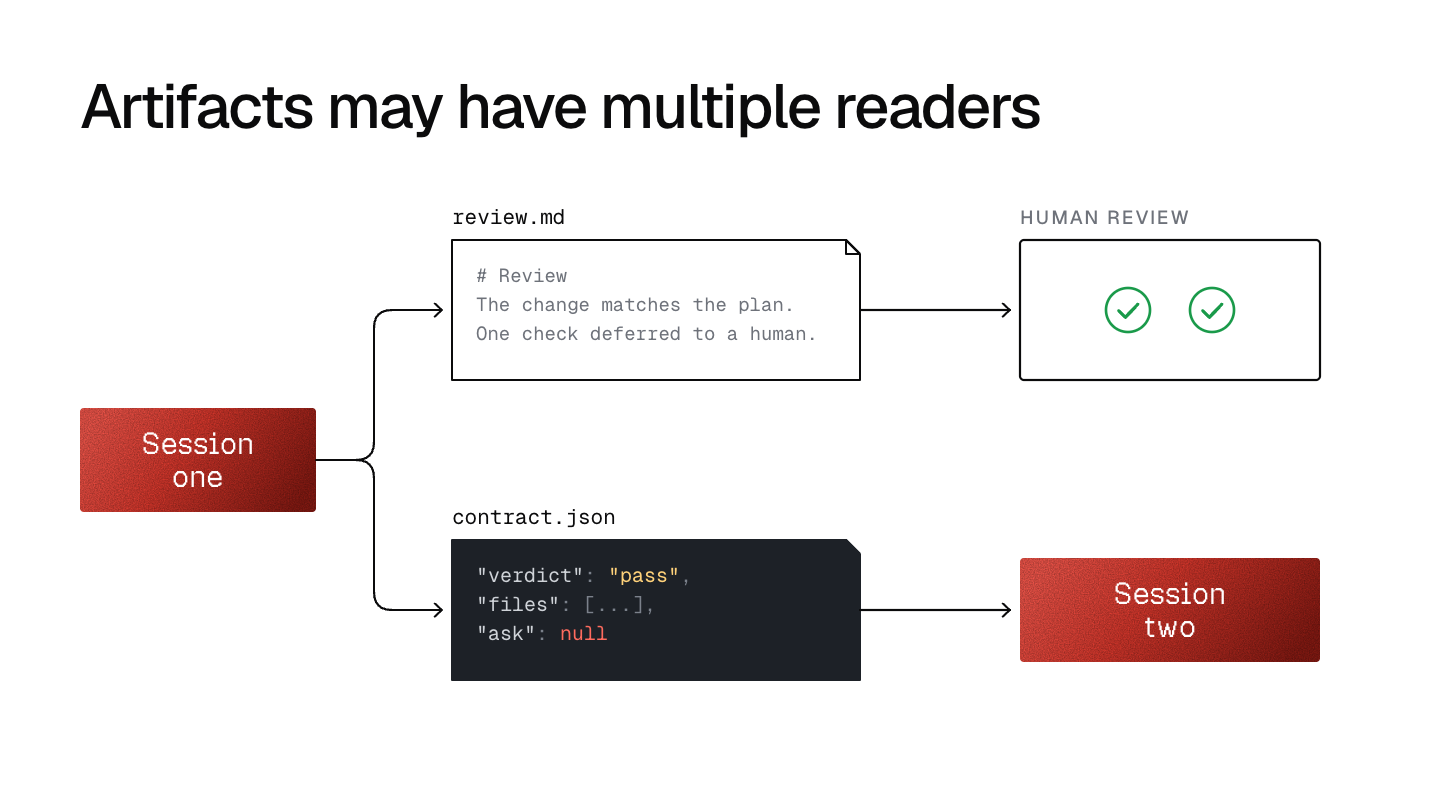 Artifacts may have multiple readers
review.md
# Review
The change matches the plan.
One check deferred to a human.
HUMAN REVIEW
Session
one
contract.json
"verdict": "pass",
"files": [...],
"ask": null
Session
two